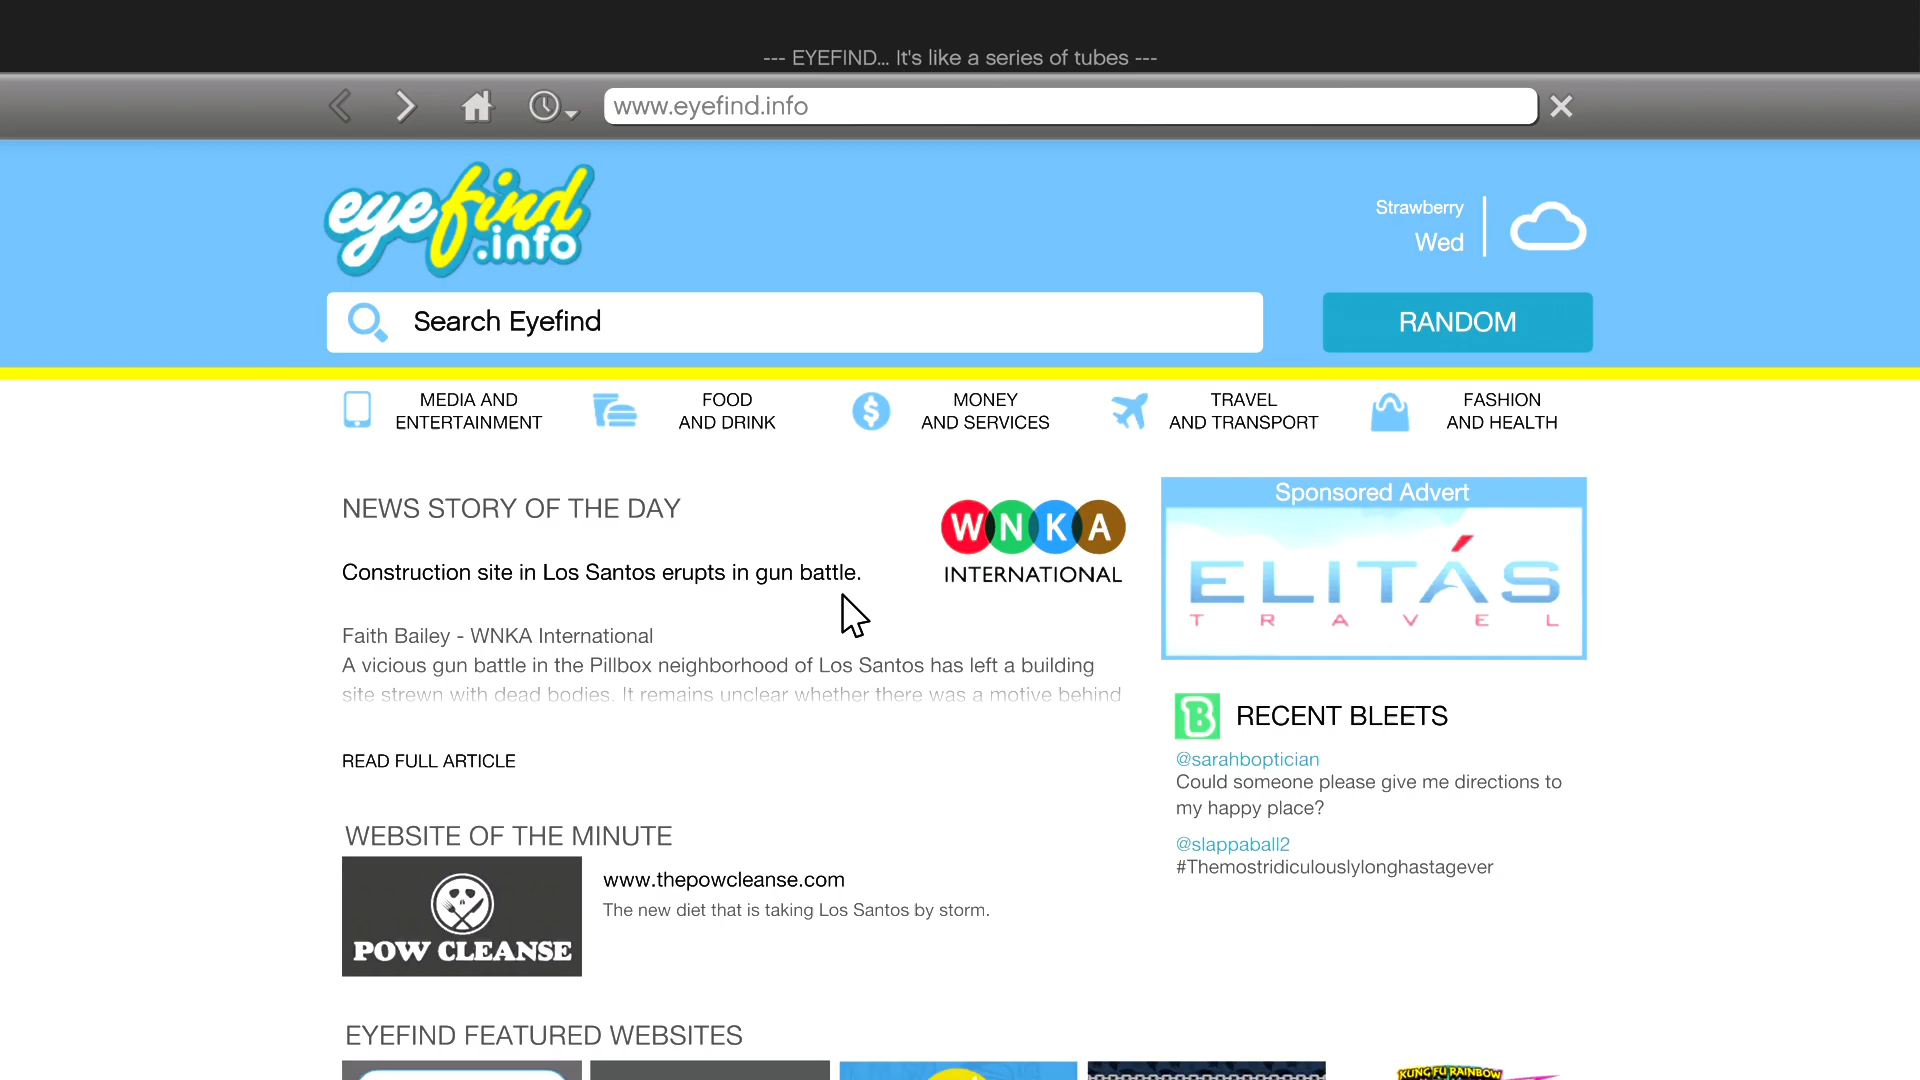 --- EYEFIND... It's like a series of tubes ---
www.eyefind.info
eyefind
.info
Strawberry
Wed
Search Eyefind
RANDOM
MEDIA AND
ENTERTAINMENT
FOOD
AND DRINK
MONEY
AND SERVICES
TRAVEL
AND TRANSPORT
FASHION
AND HEALTH
NEWS STORY OF THE DAY
WNKA
INTERNATIONAL
Construction site in Los Santos erupts in gun battle.
Faith Bailey - WNKA International
A vicious gun battle in the Pillbox neighborhood of Los Santos has left a building
site strewn with dead bodies. It remains unclear whether there was a motive behind
READ FULL ARTICLE
Sponsored Advert
ELITÁS
TRAVEL
B RECENT BLEETS
@sarahboptician
Could someone please give me directions to
my happy place?
@slappaball2
#Themostridiculouslylonghastagever
WEBSITE OF THE MINUTE
POW CLEANSE
www.thepowcleanse.com
The new diet that is taking Los Santos by storm.
EYEFIND FEATURED WEBSITES
KUNG FU RAINBOW